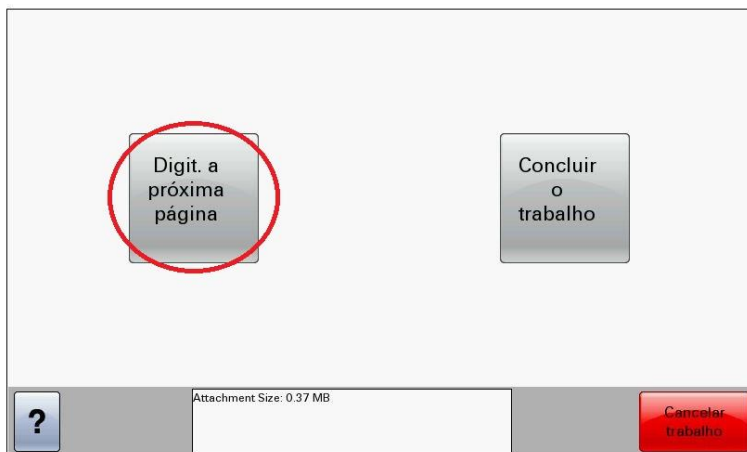 Digit. a
próxima
página
Concluir
o
trabalho
?
Attachment Size: 0.37 MB
Cancelar
trabalho